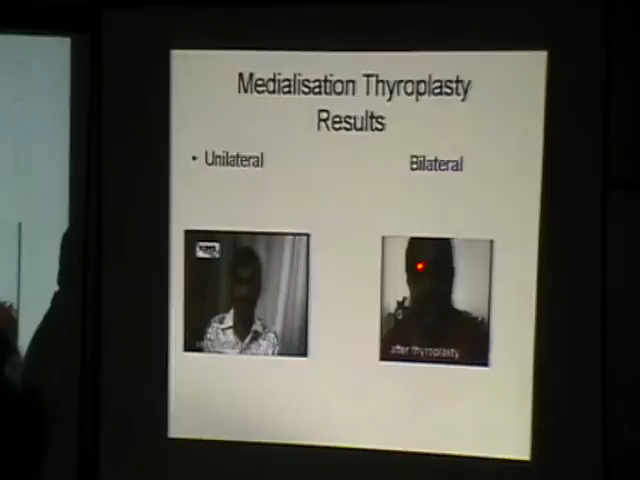 Medialisation Thyroplasty
Results
• Unilateral
Bilateral
after thyroplasty